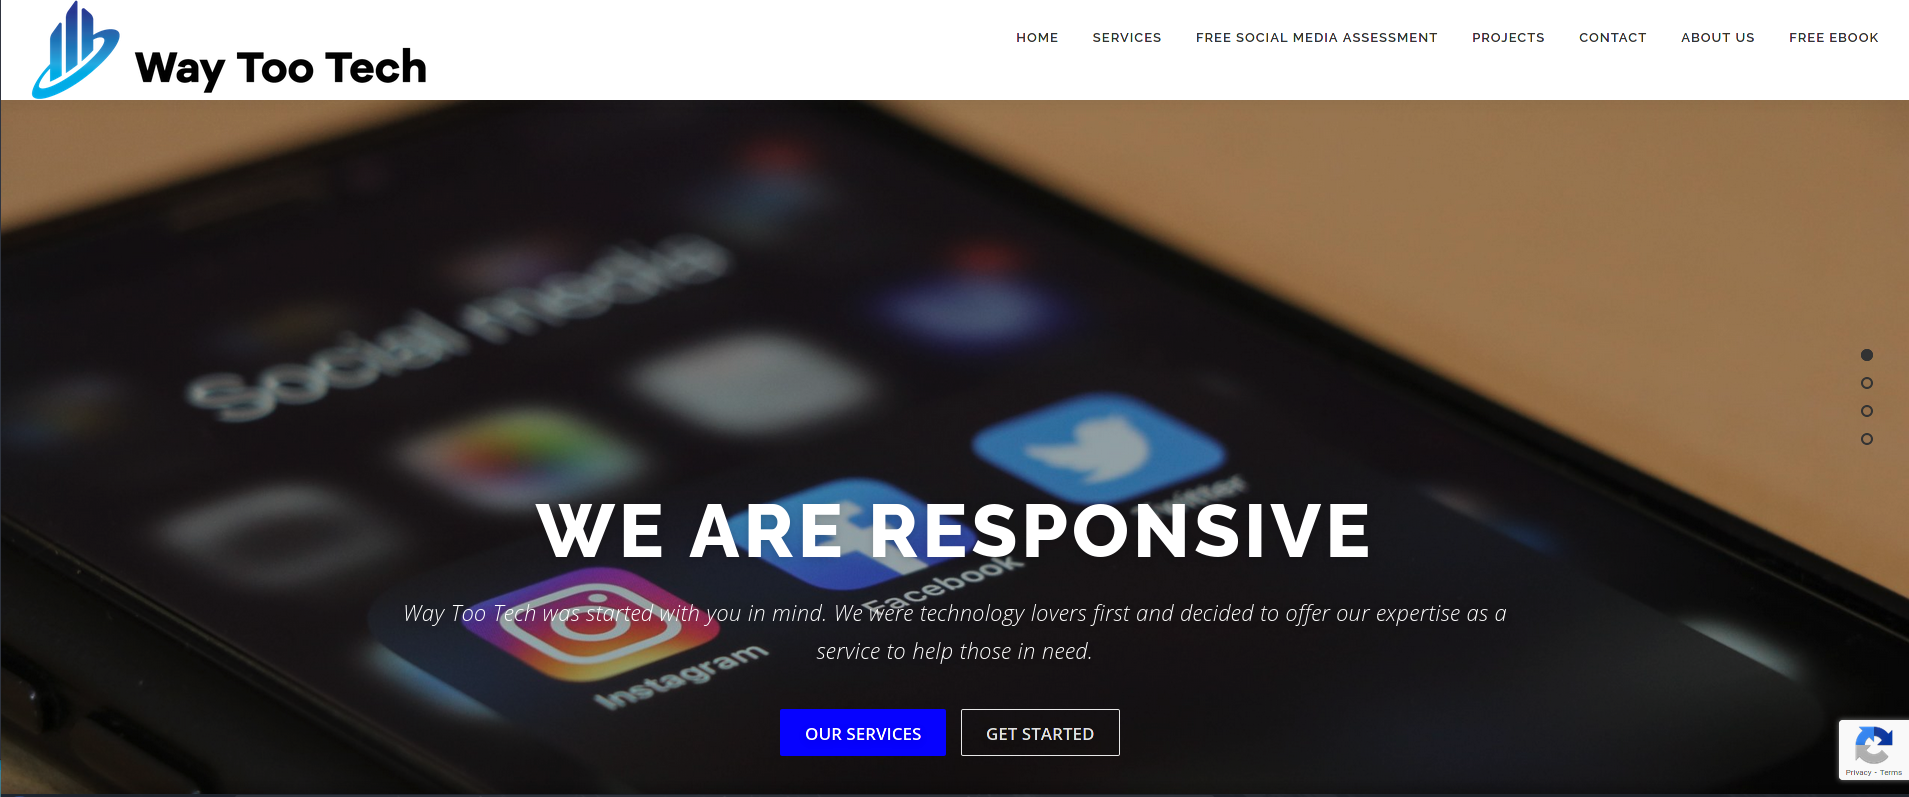 Way Too Tech
HOME SERVICES FREE SOCIAL MEDIA ASSESSMENT PROJECTS CONTACT ABOUT US FREE EBOOK
Social media
Twitter
WE ARE RESPONSIVE
Facebook
Way Too Tech was started with you in mind. We were technology lovers first and decided to offer our expertise as a
service to help those in need.
Instagram
OUR SERVICES GET STARTED
Privacy - Terms